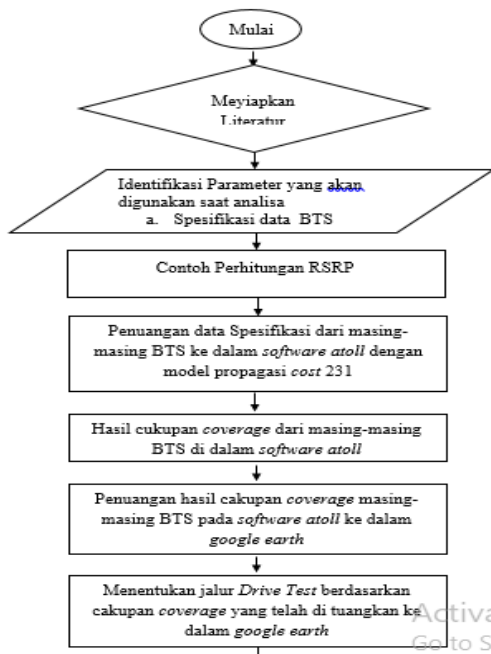 Mulai
Meyiapkan
Literatur
Identifikasi Parameter yang akan
digunakan saat analisa
a. Spesifikasi data BTS
Contoh Perhitungan RSRP
Penuangan data Spesifikasi dari masing-
masing BTS ke dalam software atoll dengan
model propagasi cost 231
Hasil cukupan coverage dari masing-masing
BTS di dalam software atoll
Penuangan hasil cakupan coverage masing-
masing BTS pada software atoll ke dalam
google earth
Menentukan jalur Drive Test berdasarkan
cakupan coverage yang telah di tuangkan ke
dalam google earth
Activa
Go to S